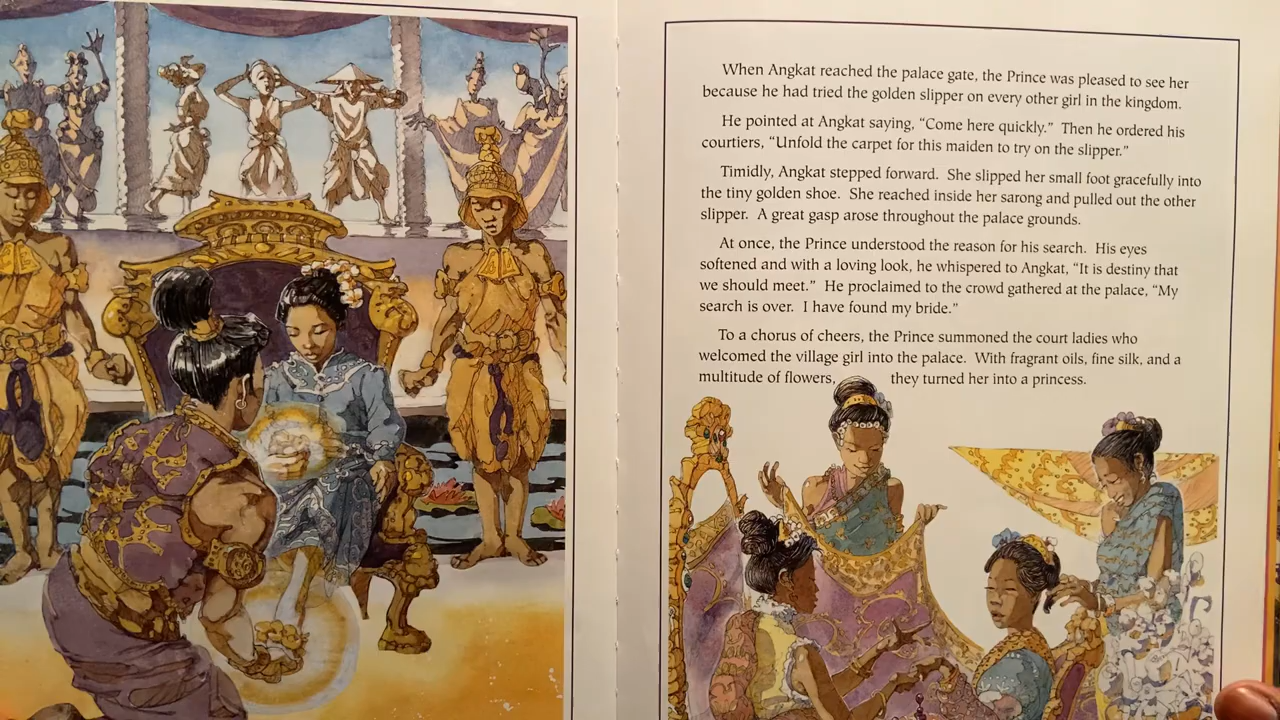 When Angkat reached the palace gate, the Prince was pleased to see her
because he had tried the golden slipper on every other girl in the kingdom.
He pointed at Angkat saying, “Come here quickly.” Then he ordered his
courtiers, “Unfold the carpet for this maiden to try on the slipper.”
Timidly, Angkat stepped forward. She slipped her small foot gracefully into
the tiny golden shoe. She reached inside her sarong and pulled out the other
slipper. A great gasp arose throughout the palace grounds.
At once, the Prince understood the reason for his search. His eyes
softened and with a loving look, he whispered to Angkat, “It is destiny that
we should meet.” He proclaimed to the crowd gathered at the palace, “My
search is over. I have found my bride.”
To a chorus of cheers, the Prince summoned the court ladies who
welcomed the village girl into the palace. With fragrant oils, fine silk, and a
multitude of flowers, they turned her into a princess.